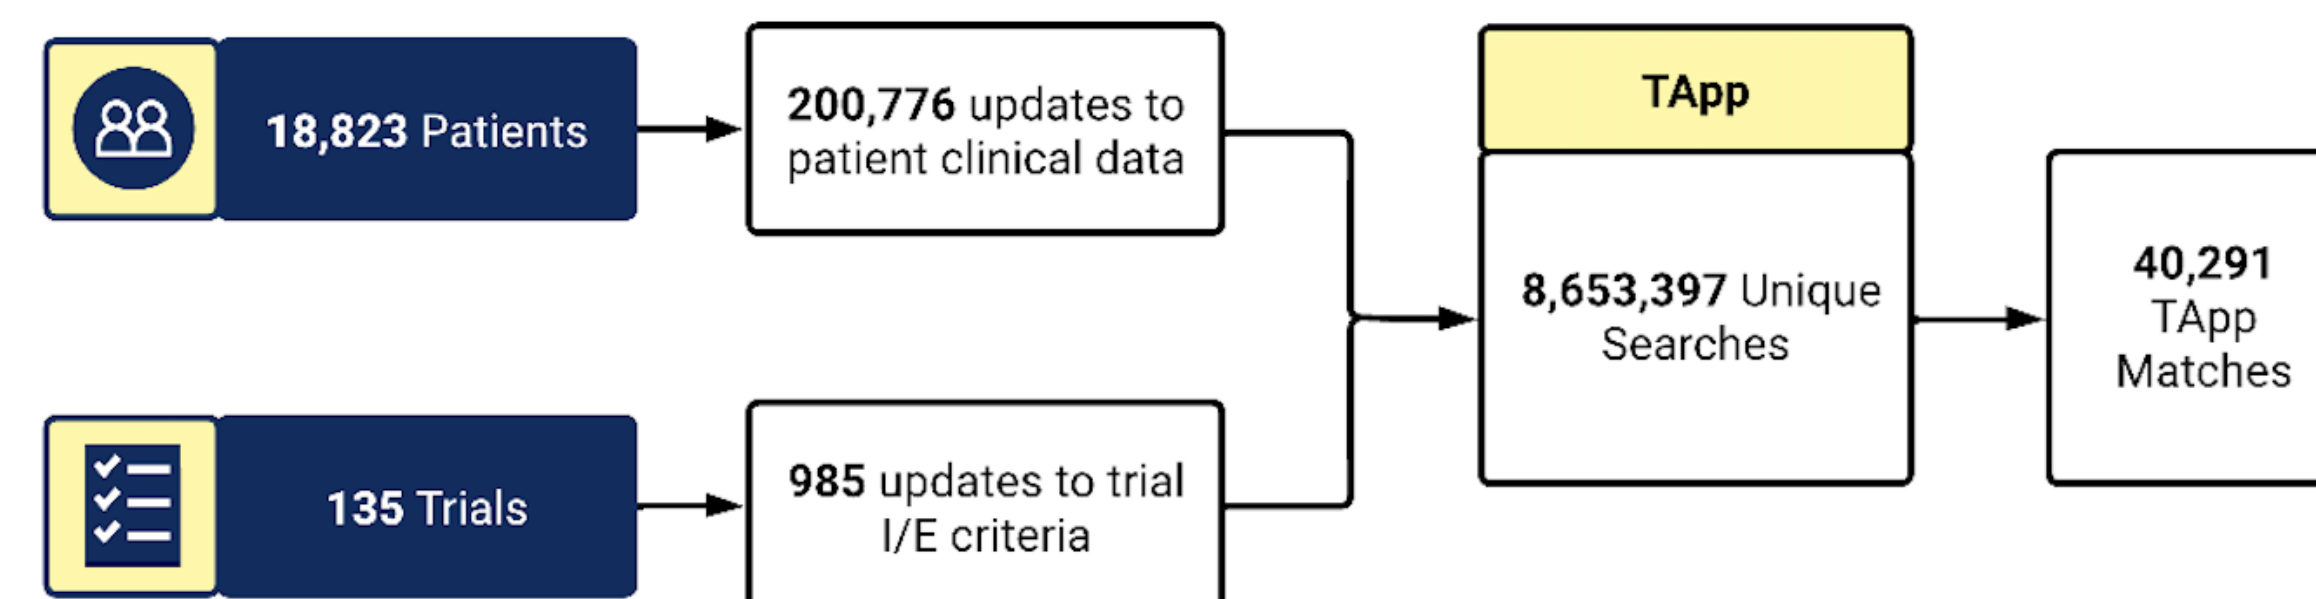 18,823 Patients
200,776 updates to
patient clinical data
TApp
8,653,397 Unique
Searches
40,291
TApp
Matches
135 Trials
985 updates to trial
I/E criteria